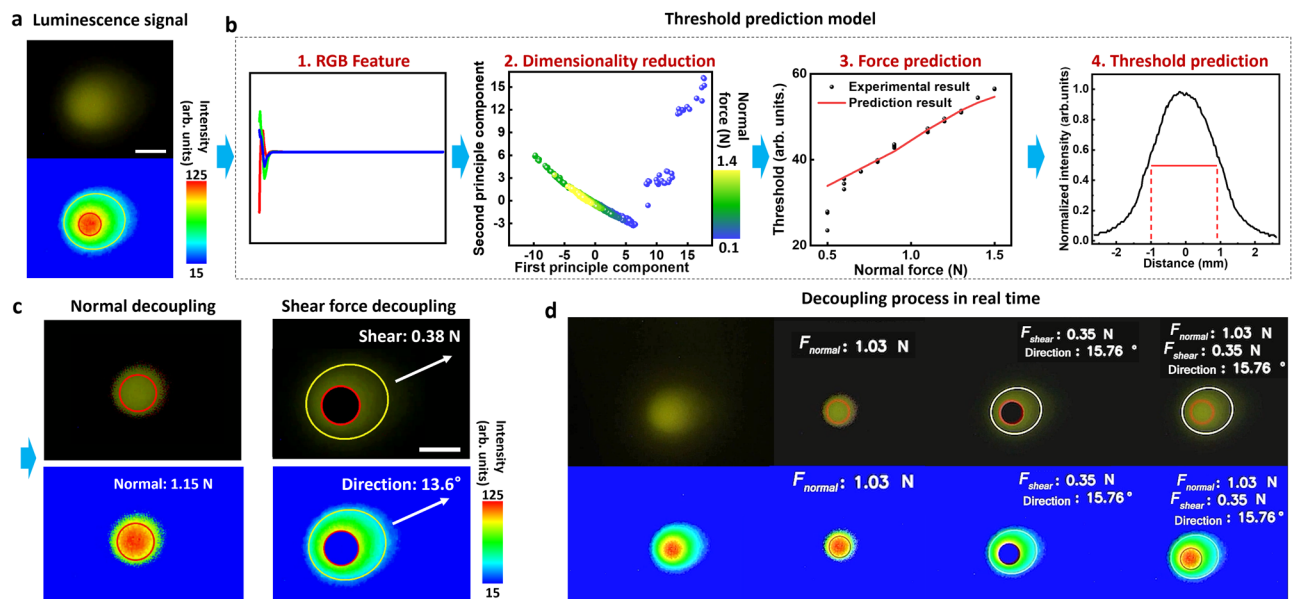 a Luminescence signal
Intensity
(arb. units)
125
15
b Threshold prediction model
1. RGB Feature
2. Dimensionality reduction
Second principle component
15
12
9
6
3
0
-3
-10 -5 0 5 10 15 20
First principle component
Normal
force (N)
1.4
0.1
3. Force prediction
Threshold (arb. units.)
60
40
20
Experimental result
Prediction result
0.5 1.0 1.5
Normal force (N)
4. Threshold prediction
Normalized intensity (arb.units)
1.0
0.8
0.6
0.4
0.2
0.0
-2 -1 0 1 2
Distance (mm)
c Normal decoupling
Normal: 1.15 N
Shear force decoupling
Shear: 0.38 N
Direction: 13.6°
Intensity
(arb. units)
125
15
d Decoupling process in real time
Fnormal : 1.03 N
Fshear : 0.35 N
Direction : 15.76 °
Fnormal : 1.03 N
Fshear : 0.35 N
Direction : 15.76 °
Fnormal : 1.03 N
Fshear : 0.35 N
Direction : 15.76 °
Fnormal : 1.03 N
Fshear : 0.35 N
Direction : 15.76 °